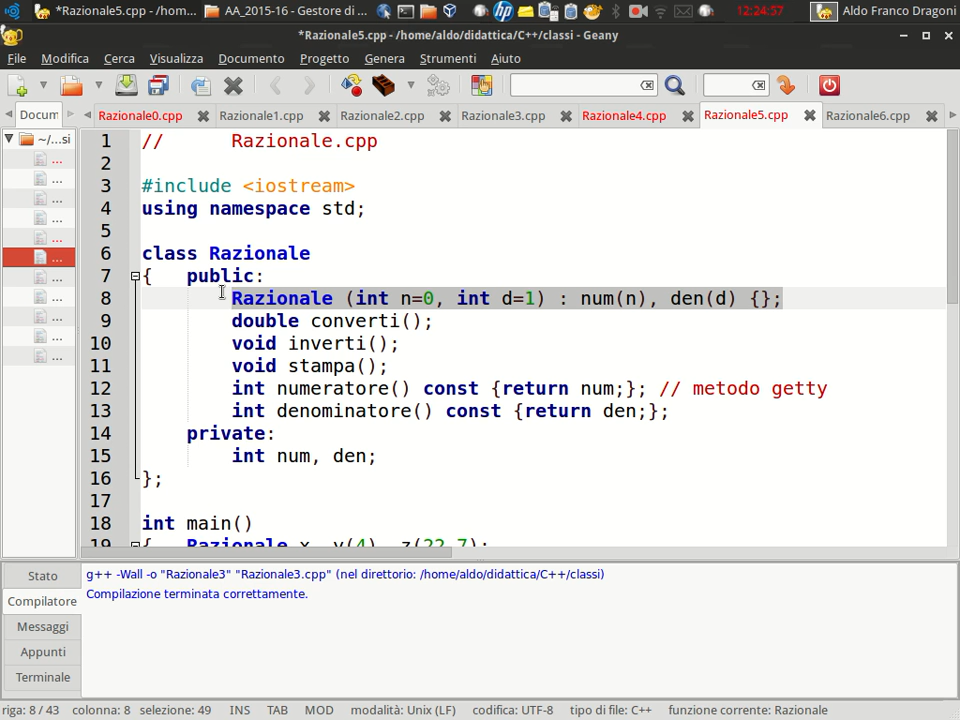 *Razionale5.cpp - /hom...
AA_2015-16 - Gestore di ...
12:24:57
Aldo Franco Dragoni
*Razionale5.cpp - /home/aldo/didattica/C++/classi - Geany
File Modifica Cerca Visualizza Documento Progetto Genera Strumenti Aiuto
Docum
Razionale0.cpp Razionale1.cpp Razionale2.cpp Razionale3.cpp Razionale4.cpp Razionale5.cpp Razionale6.cpp
~/...si
...
...
...
...
...
...
...
...
...
...
1 // Razionale.cpp
2
3 #include <iostream>
4 using namespace std;
5
6 class Razionale
7 { public:
8 Razionale (int n=0, int d=1) : num(n), den(d) {};
9 double converti();
10 void inverti();
11 void stampa();
12 int numeratore() const {return num;}; // metodo getty
13 int denominatore() const {return den;};
14 private:
15 int num, den;
16 };
17
18 int main()
19 { Razionale x, y(4), z(22,7);
Stato
Compilatore
Messaggi
Appunti
Terminale
g++ -Wall -o "Razionale3" "Razionale3.cpp" (nel direttorio: /home/aldo/didattica/C++/classi)
Compilazione terminata correttamente.
riga: 8 / 43 colonna: 8 selezione: 49 INS TAB MOD modalità: Unix (LF) codifica: UTF-8 tipo di file: C++ funzione corrente: Razionale